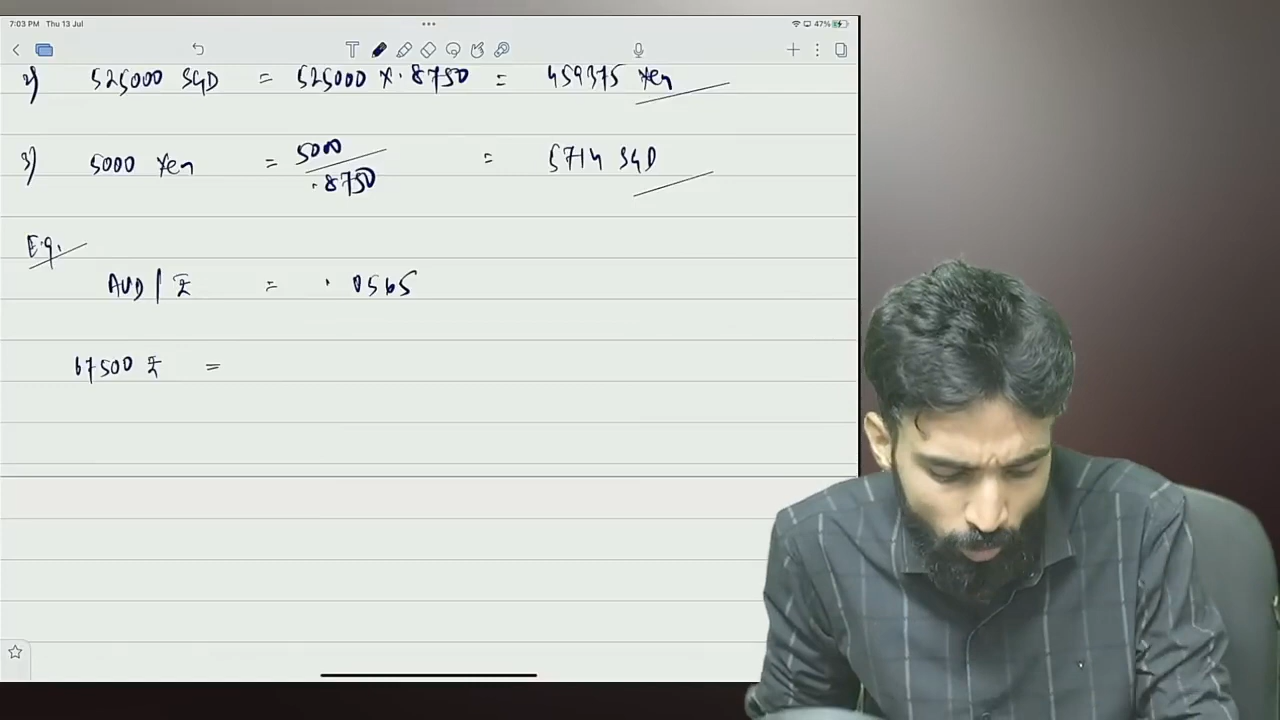 7:03 PM Thu 13 Jul
47%
2) 525000 SGD = 525000 X .8750 = 459375 Yen
3) 5000 Yen = 5000 / .8750 = 5714 SGD
Eg.
AUD | ₹ = .0565
67500 ₹ =